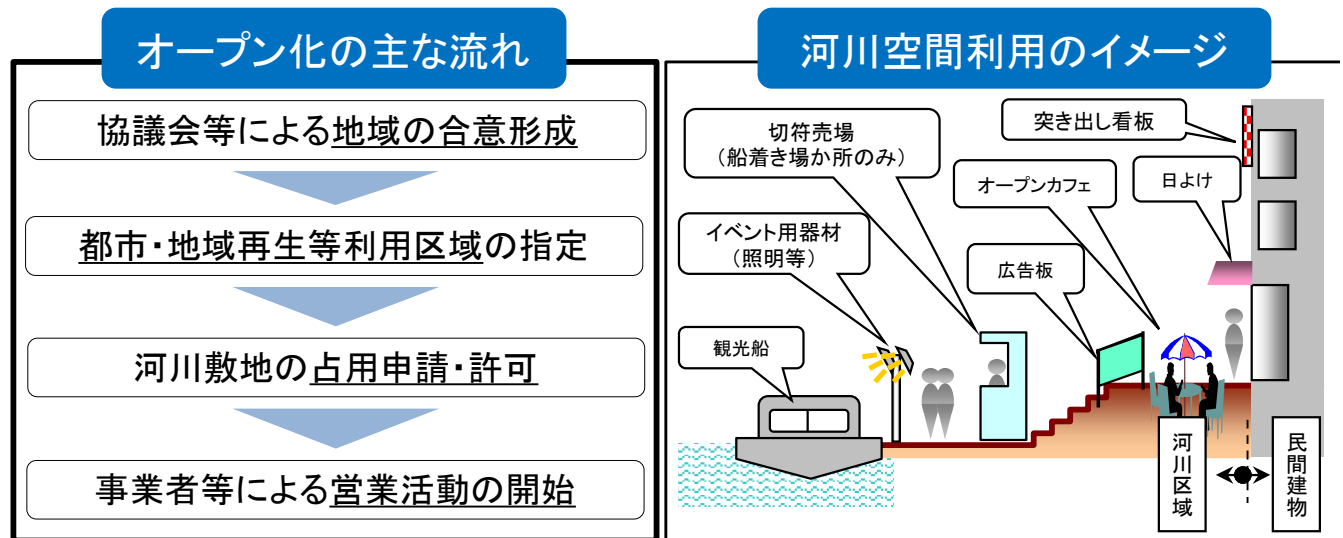 オープン化の主な流れ
協議会等による地域の合意形成
都市・地域再生等利用区域の指定
河川敷地の占用申請・許可
事業者等による営業活動の開始
河川空間利用のイメージ
切符売場
（船着き場か所のみ）
突き出し看板
オープンカフェ
日よけ
イベント用器材
（照明等）
広告板
観光船
河川区域
民間建物